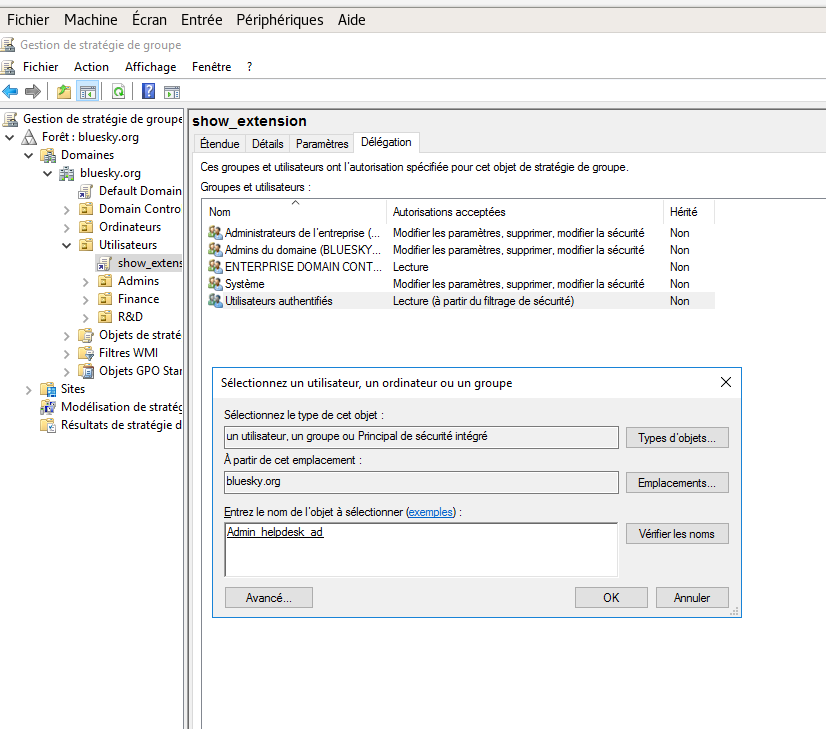 Fichier Machine Écran Entrée Périphériques Aide
Gestion de stratégie de groupe
Fichier Action Affichage Fenêtre ?
Gestion de stratégie de groupe
Forêt : bluesky.org
Domaines
bluesky.org
Default Domain
Domain Contro
Ordinateurs
Utilisateurs
show_extens
Admins
Finance
R&D
Objets de straté
Filtres WMI
Objets GPO Star
Sites
Modélisation de stratég
Résultats de stratégie d
show_extension
Étendue Détails Paramètres Délégation
Ces groupes et utilisateurs ont l'autorisation spécifiée pour cet objet de stratégie de groupe.
Groupes et utilisateurs :
Nom Autorisations acceptées Hérité
Administrateurs de l'entreprise (... Modifier les paramètres, supprimer, modifier la sécurité Non
Admins du domaine (BLUESKY... Modifier les paramètres, supprimer, modifier la sécurité Non
ENTERPRISE DOMAIN CONT... Lecture Non
Système Modifier les paramètres, supprimer, modifier la sécurité Non
Utilisateurs authentifiés Lecture (à partir du filtrage de sécurité) Non
Sélectionnez un utilisateur, un ordinateur ou un groupe
Sélectionnez le type de cet objet :
un utilisateur, un groupe ou Principal de sécurité intégré Types d'objets...
À partir de cet emplacement :
bluesky.org Emplacements...
Entrez le nom de l'objet à sélectionner (exemples) :
Admin_helpdesk_ad Vérifier les noms
Avancé... OK Annuler